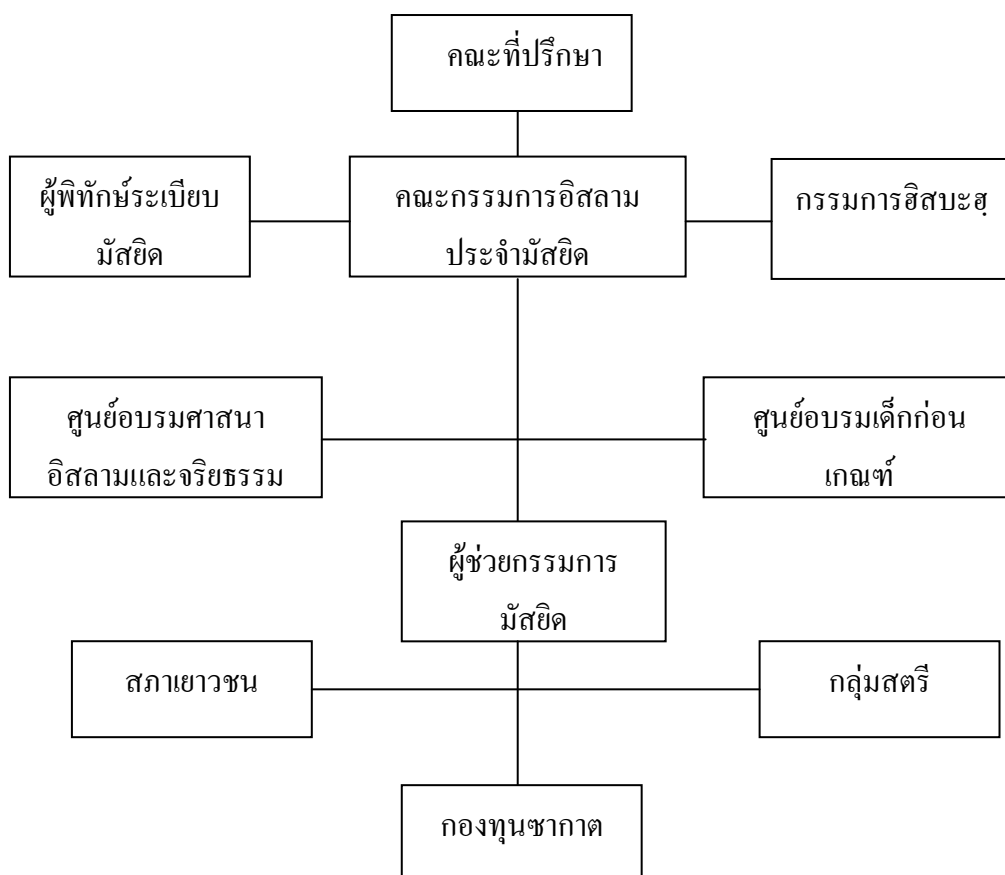 คณะที่ปรึกษา
ผู้พิทักษ์ระเบียบ
มัสยิด
คณะกรรมการอิสลาม
ประจำมัสยิด
กรรมการฮิสบะฮฺ
ศูนย์อบรมศาสนา
อิสลามและจริยธรรม
ศูนย์อบรมเด็กก่อน
เกณฑ์
ผู้ช่วยกรรมการ
มัสยิด
สภาเยาวชน
กลุ่มสตรี
กองทุนซากาต